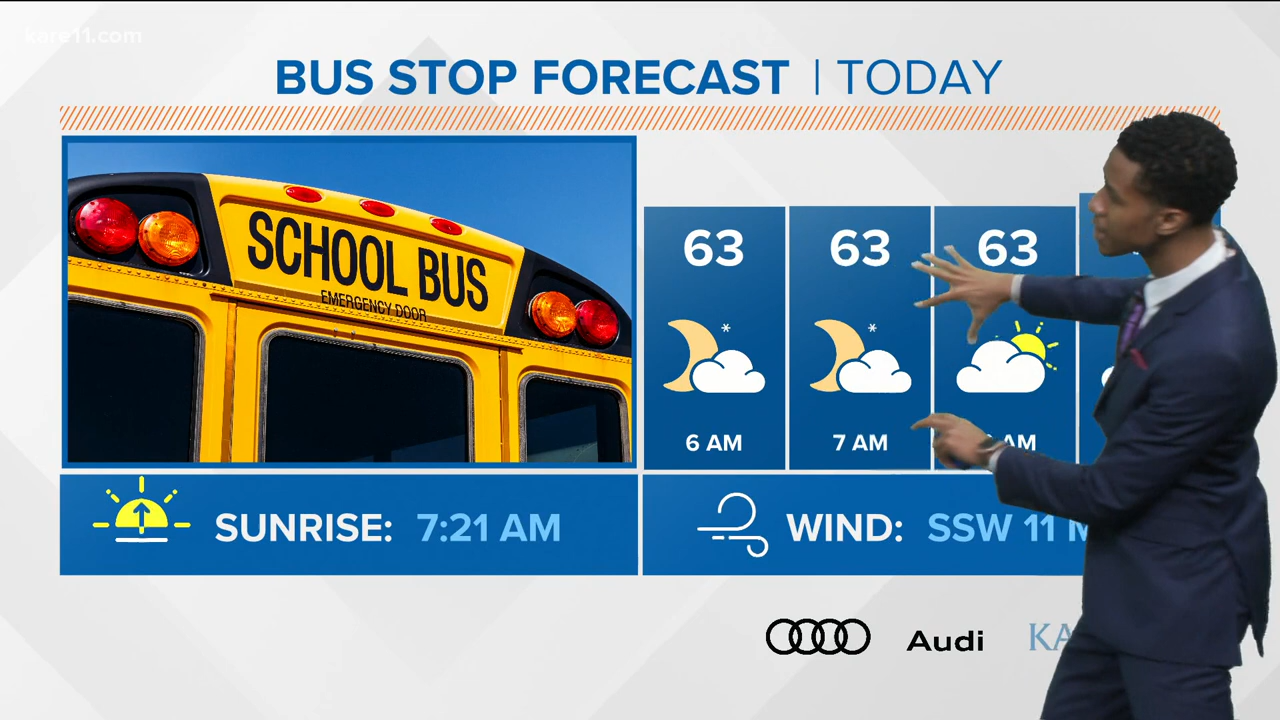 kare11.com
BUS STOP FORECAST | TODAY
SCHOOL BUS
EMERGENCY DOOR
63 63 63
6 AM 7 AM AM
SUNRISE: 7:21 AM
WIND: SSW 11
Audi